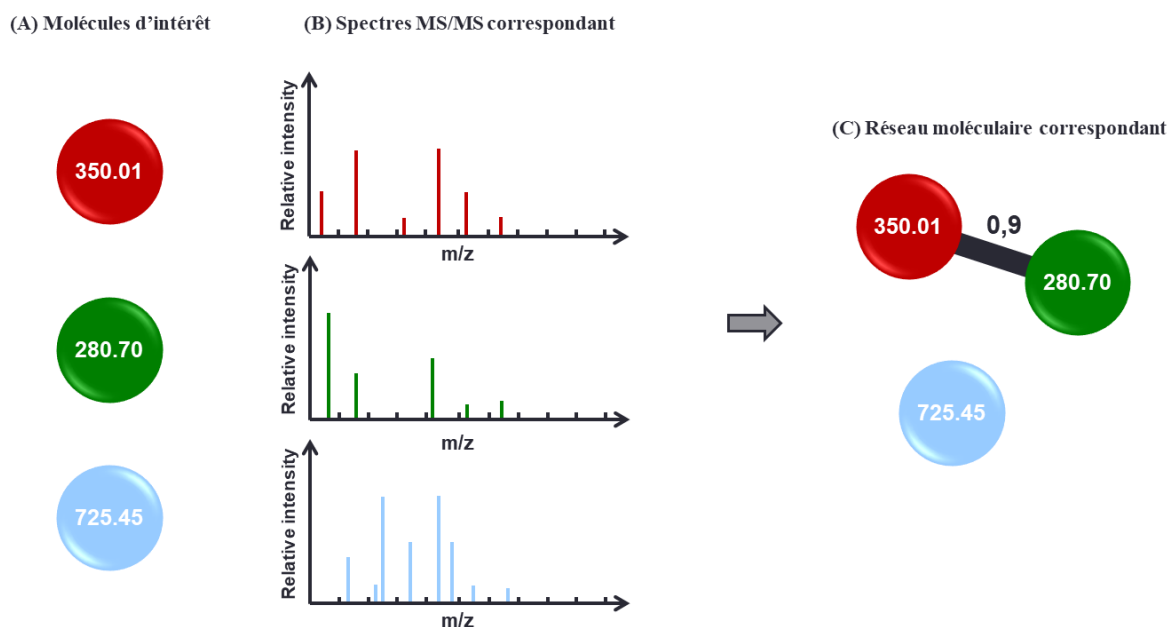 (A) Molécules d'intérêt
(B) Spectres MS/MS correspondant
350.01
Relative intensity
m/z
280.70
Relative intensity
m/z
725.45
Relative intensity
m/z
(C) Réseau moléculaire correspondant
350.01
0,9
280.70
725.45